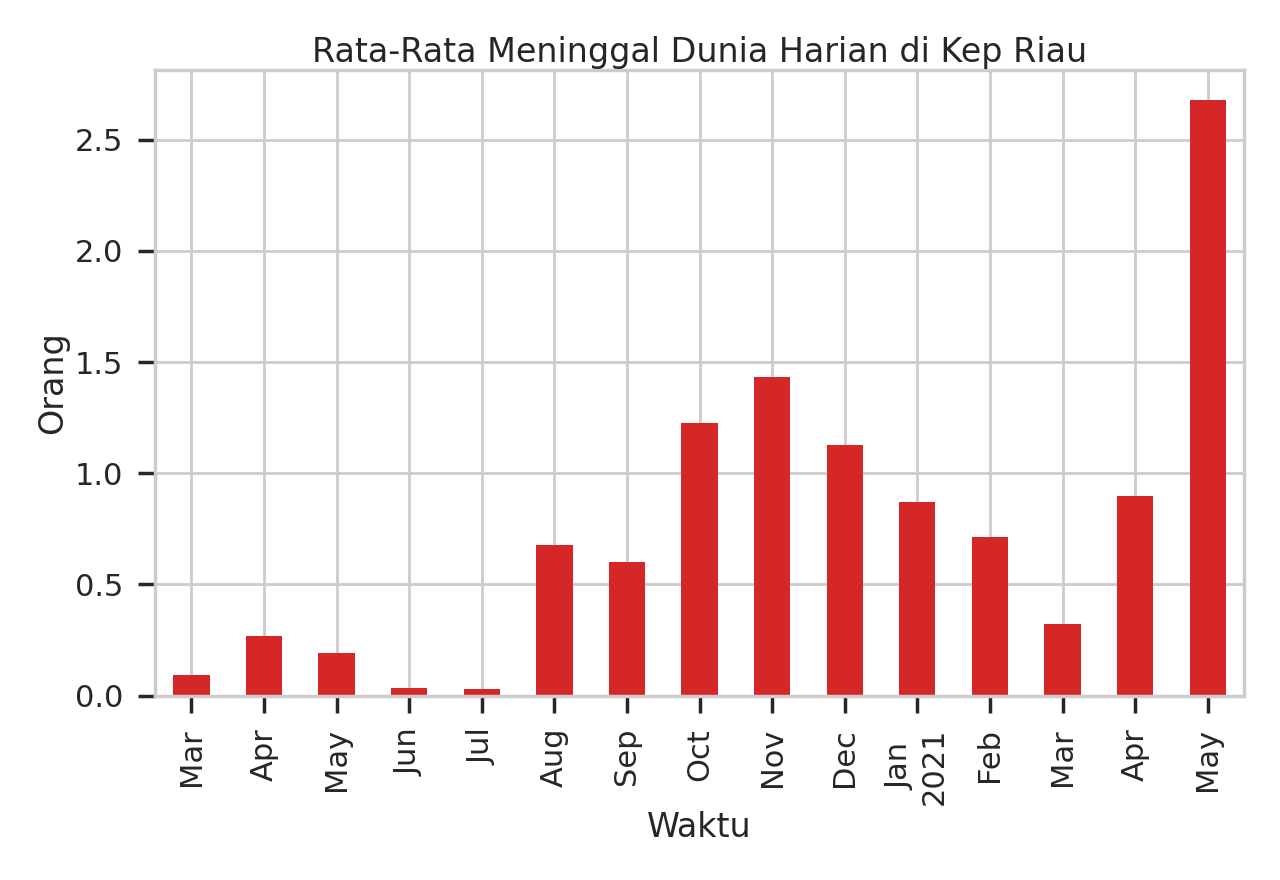 Rata-Rata Meninggal Dunia Harian di Kep Riau
2.5
2.0
1.5
1.0
0.5
0.0
Orang
Mar
Apr
May
Jun
Jul
Aug
Sep
Oct
Nov
Dec
Jan
2021
Feb
Mar
Apr
May
Waktu